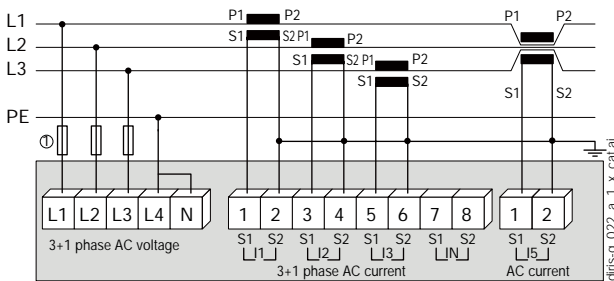 P1 P2 P1 P2
L1
S1 S2 P1 P2
L2
S1 S2 P1 P2
L3
S1 S2 S1 S2
PE
①
L1 L2 L3 L4 N 1 2 3 4 5 6 7 8 1 2
S1 S2 S1 S2 S1 S2 S1 S2 S1 S2
3+1 phase AC voltage I1 I2 I3 IN I5
3+1 phase AC current AC current
diris-q_022_a_1_x_cat.ai